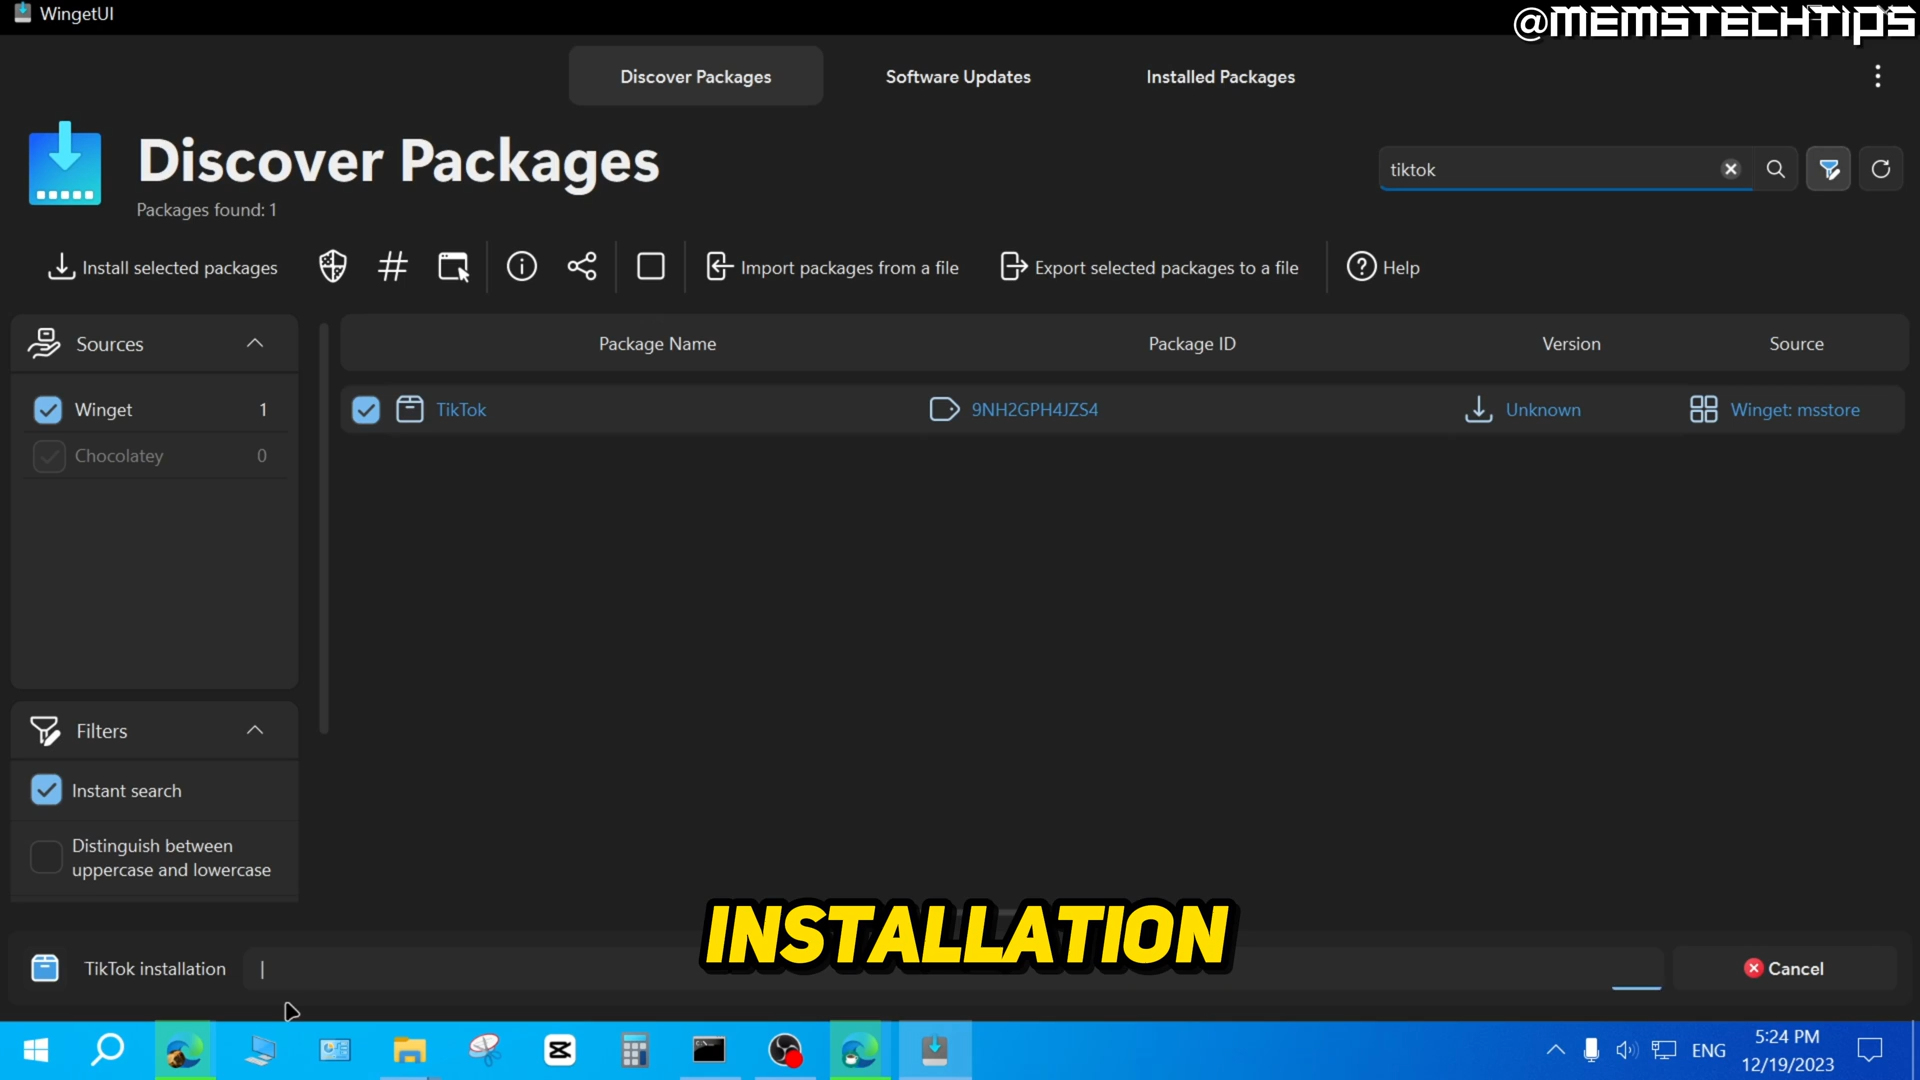 WingetUI
@MEMSTECHTIPS
Discover Packages
Software Updates
Installed Packages
Discover Packages
Packages found: 1
tiktok
Install selected packages
Import packages from a file
Export selected packages to a file
Help
Sources
Package Name
Package ID
Version
Source
Winget
1
TikTok
9NH2GPH4JZS4
Unknown
Winget: msstore
Chocolatey
0
Filters
Instant search
Distinguish between
uppercase and lowercase
INSTALLATION
TikTok installation
|
Cancel
ENG
5:24 PM
12/19/2023